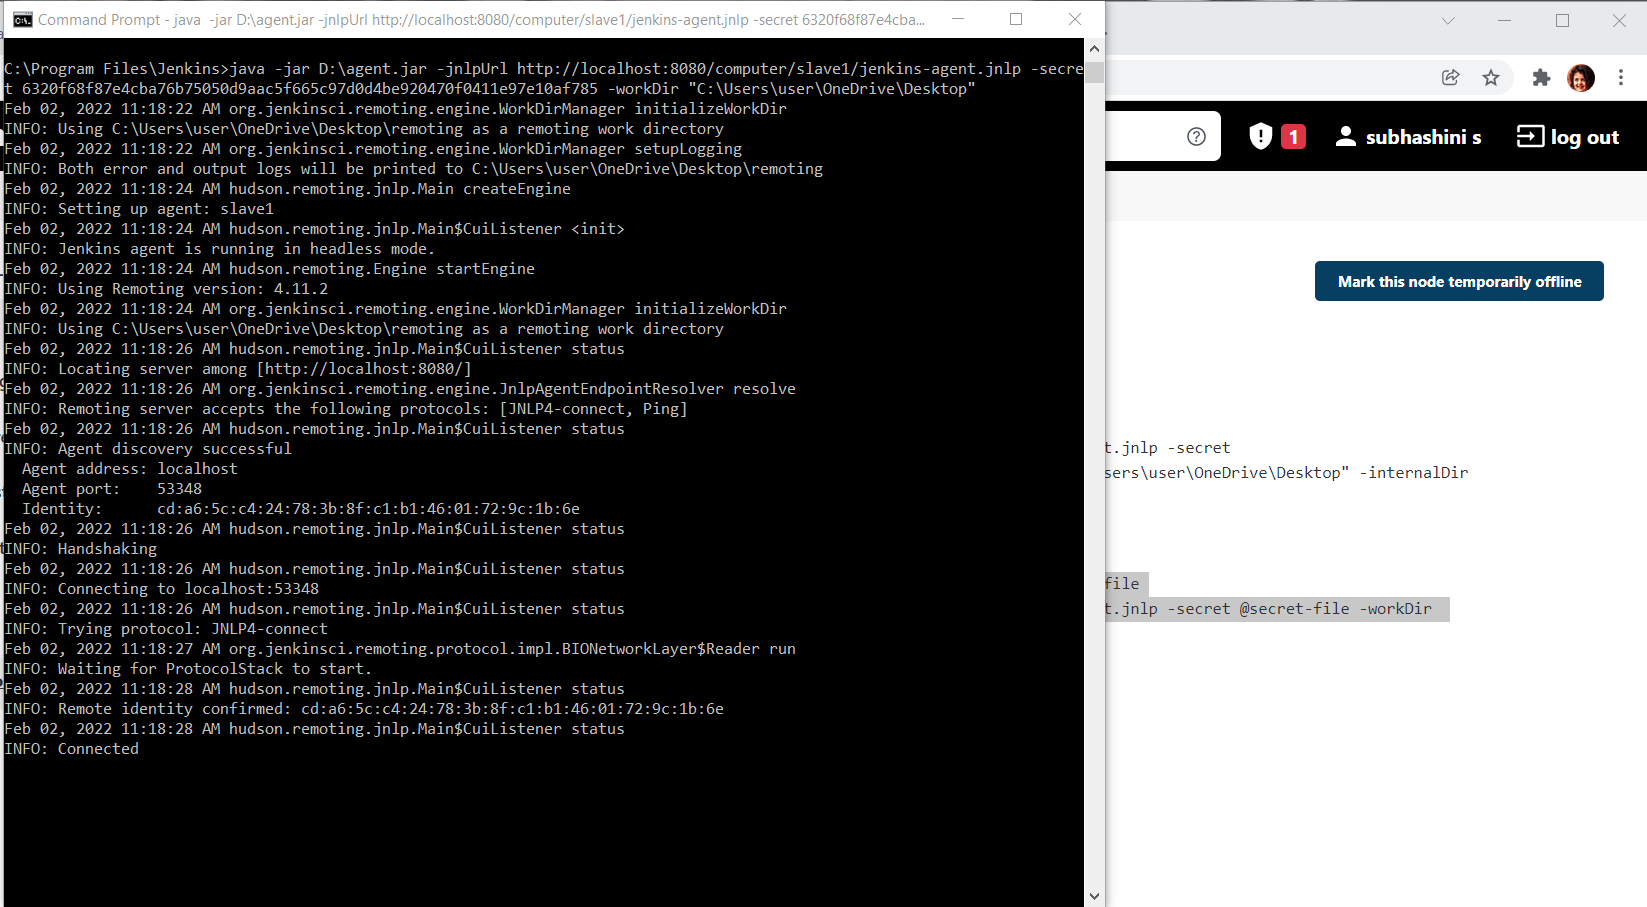 Command Prompt - java  -jar D:\agent.jar -jnlpUrl http://localhost:8080/computer/slave1/jenkins-agent.jnlp -secret 6320f68f87e4cba...
C:\Program Files\Jenkins>java -jar D:\agent.jar -jnlpUrl http://localhost:8080/computer/slave1/jenkins-agent.jnlp -secre
t 6320f68f87e4cba76b75050d9aac5f665c97d0d4be920470f0411e97e10af785 -workDir "C:\Users\user\OneDrive\Desktop"
Feb 02, 2022 11:18:22 AM org.jenkinsci.remoting.engine.WorkDirManager initializeWorkDir
INFO: Using C:\Users\user\OneDrive\Desktop\remoting as a remoting work directory
Feb 02, 2022 11:18:22 AM org.jenkinsci.remoting.engine.WorkDirManager setupLogging
INFO: Both error and output logs will be printed to C:\Users\user\OneDrive\Desktop\remoting
Feb 02, 2022 11:18:24 AM hudson.remoting.jnlp.Main createEngine
INFO: Setting up agent: slave1
Feb 02, 2022 11:18:24 AM hudson.remoting.jnlp.Main$CuiListener <init>
INFO: Jenkins agent is running in headless mode.
Feb 02, 2022 11:18:24 AM hudson.remoting.Engine startEngine
INFO: Using Remoting version: 4.11.2
Feb 02, 2022 11:18:24 AM org.jenkinsci.remoting.engine.WorkDirManager initializeWorkDir
INFO: Using C:\Users\user\OneDrive\Desktop\remoting as a remoting work directory
Feb 02, 2022 11:18:26 AM hudson.remoting.jnlp.Main$CuiListener status
INFO: Locating server among [http://localhost:8080/]
Feb 02, 2022 11:18:26 AM org.jenkinsci.remoting.engine.JnlpAgentEndpointResolver resolve
INFO: Remoting server accepts the following protocols: [JNLP4-connect, Ping]
Feb 02, 2022 11:18:26 AM hudson.remoting.jnlp.Main$CuiListener status
INFO: Agent discovery successful
  Agent address: localhost
  Agent port:    53348
  Identity:      cd:a6:5c:c4:24:78:3b:8f:c1:b1:46:01:72:9c:1b:6e
Feb 02, 2022 11:18:26 AM hudson.remoting.jnlp.Main$CuiListener status
INFO: Handshaking
Feb 02, 2022 11:18:26 AM hudson.remoting.jnlp.Main$CuiListener status
INFO: Connecting to localhost:53348
Feb 02, 2022 11:18:26 AM hudson.remoting.jnlp.Main$CuiListener status
INFO: Trying protocol: JNLP4-connect
Feb 02, 2022 11:18:27 AM org.jenkinsci.remoting.protocol.impl.BIONetworkLayer$Reader run
INFO: Waiting for ProtocolStack to start.
Feb 02, 2022 11:18:28 AM hudson.remoting.jnlp.Main$CuiListener status
INFO: Remote identity confirmed: cd:a6:5c:c4:24:78:3b:8f:c1:b1:46:01:72:9c:1b:6e
Feb 02, 2022 11:18:28 AM hudson.remoting.jnlp.Main$CuiListener status
INFO: Connected
1
subhashini s
log out
Mark this node temporarily offline
t.jnlp -secret
sers\user\OneDrive\Desktop" -internalDir
file
t.jnlp -secret @secret-file -workDir